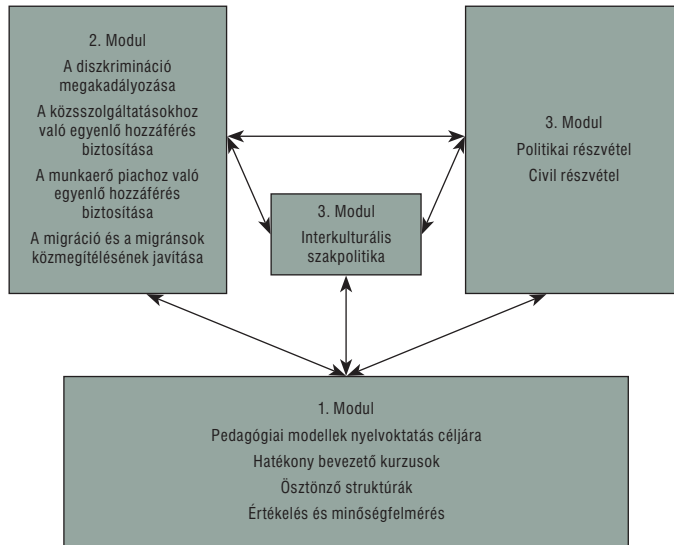 2. Modul
A diszkrimináció
megakadályozása
A közsszolgáltatásokhoz
való egyenlő hozzáférés
biztosítása
A munkaerő piachoz való
egyenlő hozzáférés
biztosítása
A migráció és a migránsok
közmegítélésének javítása
3. Modul
Interkulturális
szakpolitika
3. Modul
Politikai részvétel
Civil részvétel
1. Modul
Pedagógiai modellek nyelvoktatás céljára
Hatékony bevezető kurzusok
Ösztönző struktúrák
Értékelés és minőségfelmérés